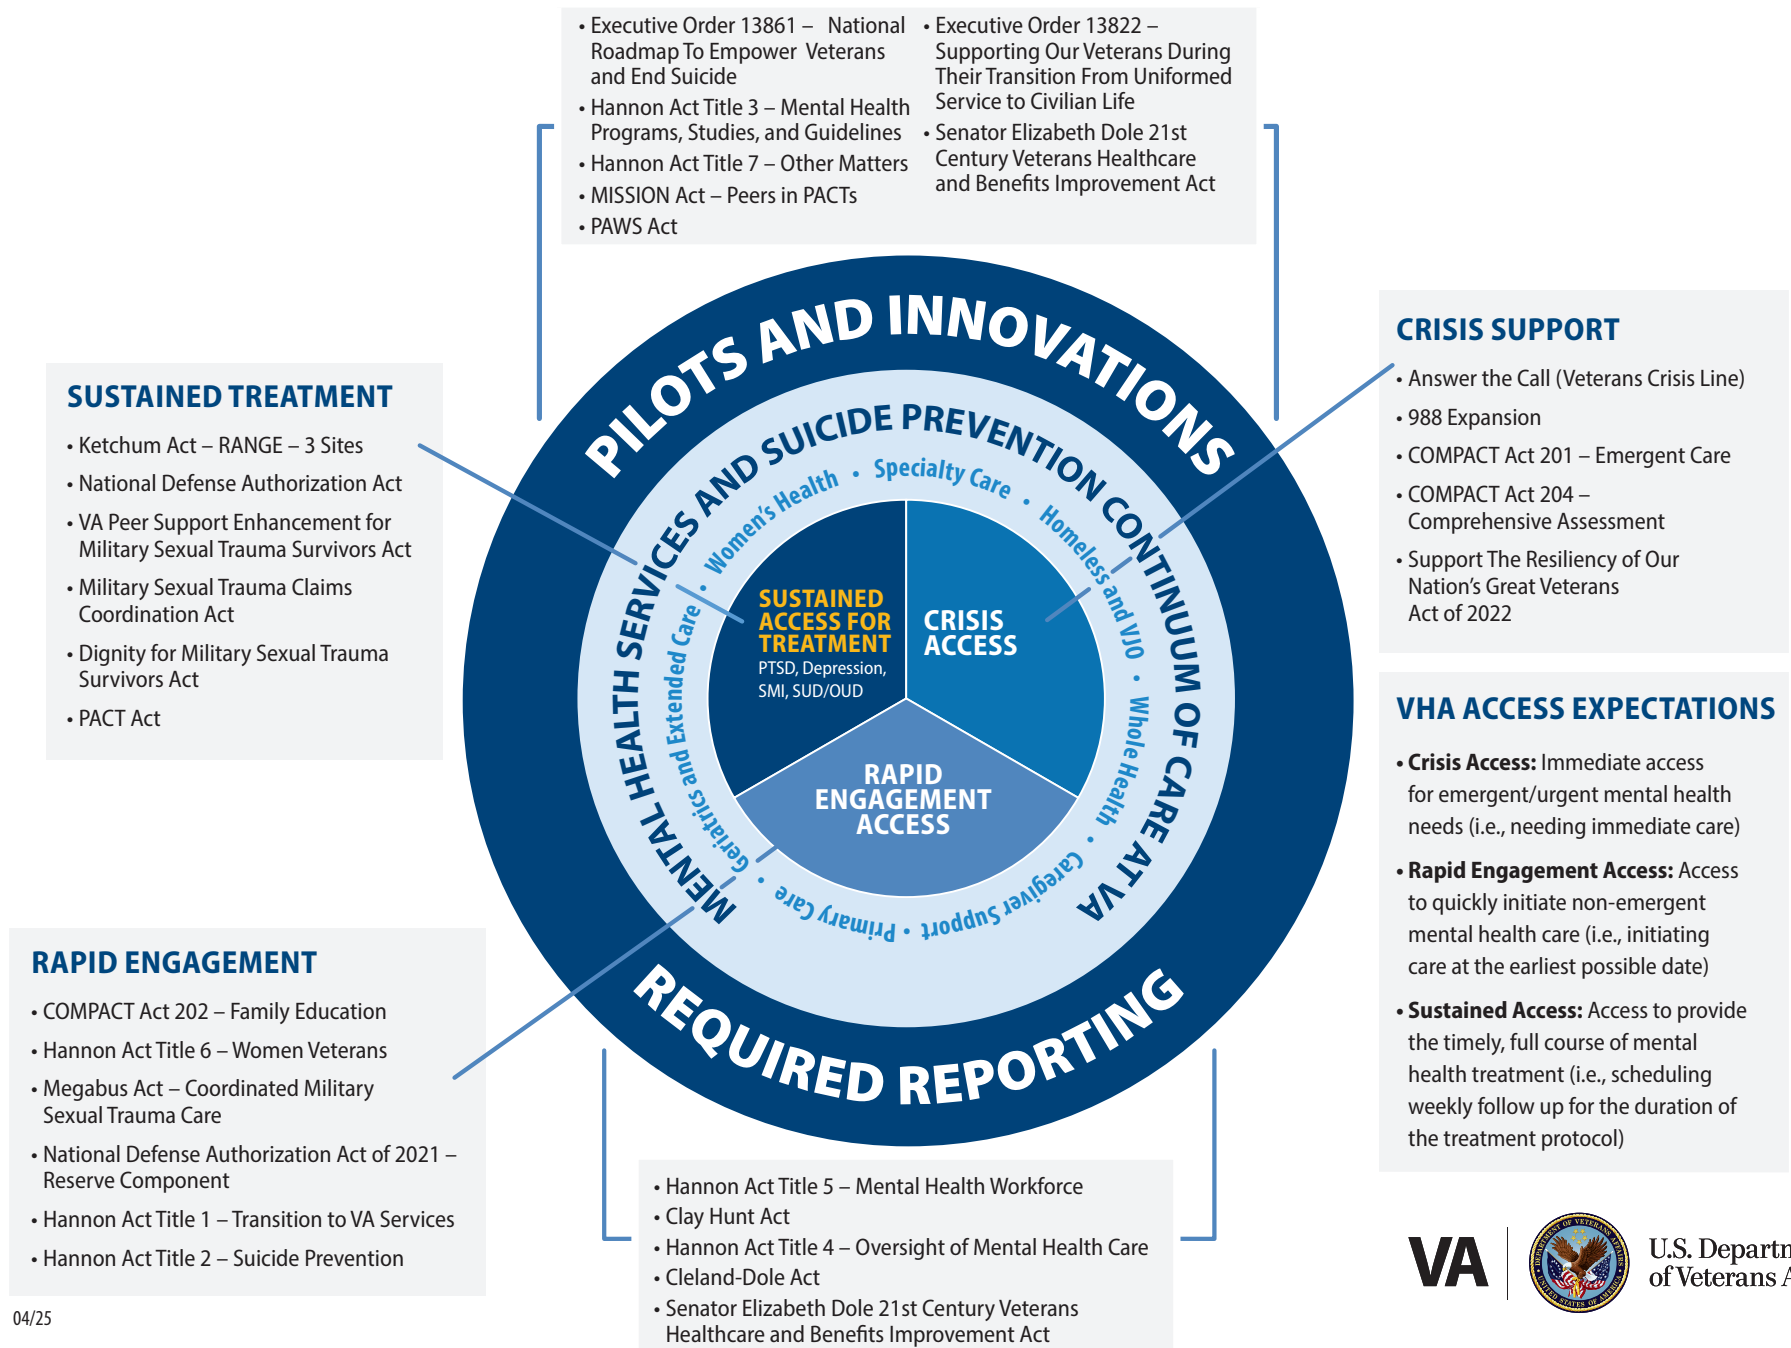 • Executive Order 13861 – National
Roadmap To Empower Veterans
and End Suicide
• Hannon Act Title 3 – Mental Health
Programs, Studies, and Guidelines
• Hannon Act Title 7 – Other Matters
• MISSION Act – Peers in PACTs
• PAWS Act
• Executive Order 13822 –
Supporting Our Veterans During
Their Transition From Uniformed
Service to Civilian Life
• Senator Elizabeth Dole 21st
Century Veterans Healthcare
and Benefits Improvement Act
SUSTAINED TREATMENT
• Ketchum Act – RANGE – 3 Sites
• National Defense Authorization Act
• VA Peer Support Enhancement for
Military Sexual Trauma Survivors Act
• Military Sexual Trauma Claims
Coordination Act
• Dignity for Military Sexual Trauma
Survivors Act
• PACT Act
RAPID ENGAGEMENT
• COMPACT Act 202 – Family Education
• Hannon Act Title 6 – Women Veterans
• Megabus Act – Coordinated Military
Sexual Trauma Care
• National Defense Authorization Act of 2021 –
Reserve Component
• Hannon Act Title 1 – Transition to VA Services
• Hannon Act Title 2 – Suicide Prevention
04/25
PILOTS AND INNOVATIONS
MENTAL HEALTH SERVICES AND SUICIDE PREVENTION CONTINUUM OF CARE AT VA
Women's Health • Specialty Care • Homeless and VJO • Whole Health • Caregiver Support • Primary Care • Geriatrics and Extended Care •
SUSTAINED
ACCESS FOR
TREATMENT
PTSD, Depression,
SMI, SUD/OUD
CRISIS
ACCESS
RAPID
ENGAGEMENT
ACCESS
REQUIRED REPORTING
• Hannon Act Title 5 – Mental Health Workforce
• Clay Hunt Act
• Hannon Act Title 4 – Oversight of Mental Health Care
• Cleland-Dole Act
• Senator Elizabeth Dole 21st Century Veterans
Healthcare and Benefits Improvement Act
CRISIS SUPPORT
• Answer the Call (Veterans Crisis Line)
• 988 Expansion
• COMPACT Act 201 – Emergent Care
• COMPACT Act 204 –
Comprehensive Assessment
• Support The Resiliency of Our
Nation's Great Veterans
Act of 2022
VHA ACCESS EXPECTATIONS
• Crisis Access: Immediate access
for emergent/urgent mental health
needs (i.e., needing immediate care)
• Rapid Engagement Access: Access
to quickly initiate non-emergent
mental health care (i.e., initiating
care at the earliest possible date)
• Sustained Access: Access to provide
the timely, full course of mental
health treatment (i.e., scheduling
weekly follow up for the duration of
the treatment protocol)
VA
DEPARTMENT OF VETERANS AFFAIRS
UNITED STATES OF AMERICA
U.S. Departm
of Veterans A